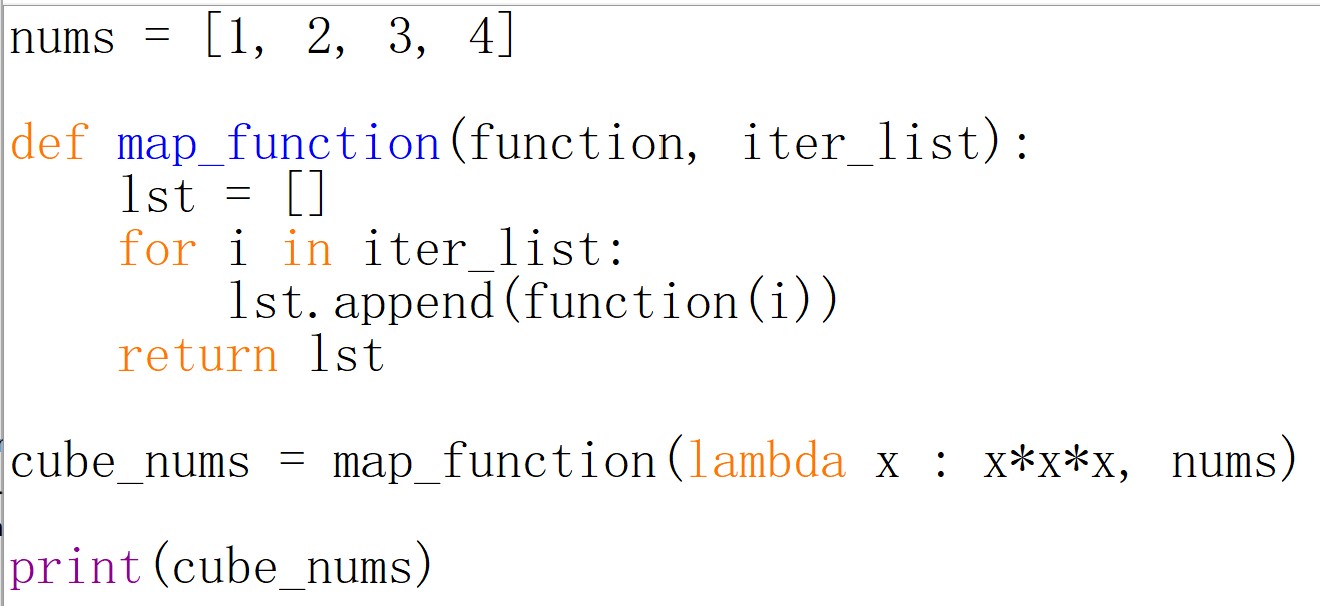 nums = [1, 2, 3, 4]
def map_function(function, iter_list):
    lst = []
    for i in iter_list:
        lst.append(function(i))
    return lst
cube_nums = map_function(lambda x : x*x*x, nums)
print(cube_nums)